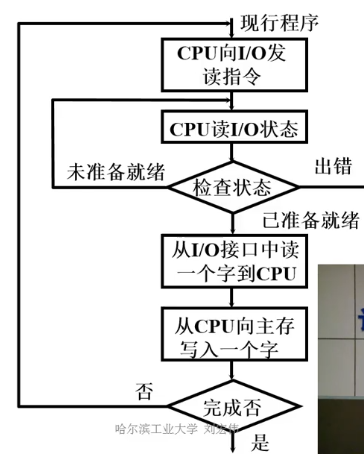 现行程序
CPU向I/O发
读指令
CPU读I/O状态
未准备就绪
检查状态
出错
已准备就绪
从I/O接口中读
一个字到CPU
从CPU向主存
写入一个字
否
完成否
哈尔滨工业大学 刘宏伟
是